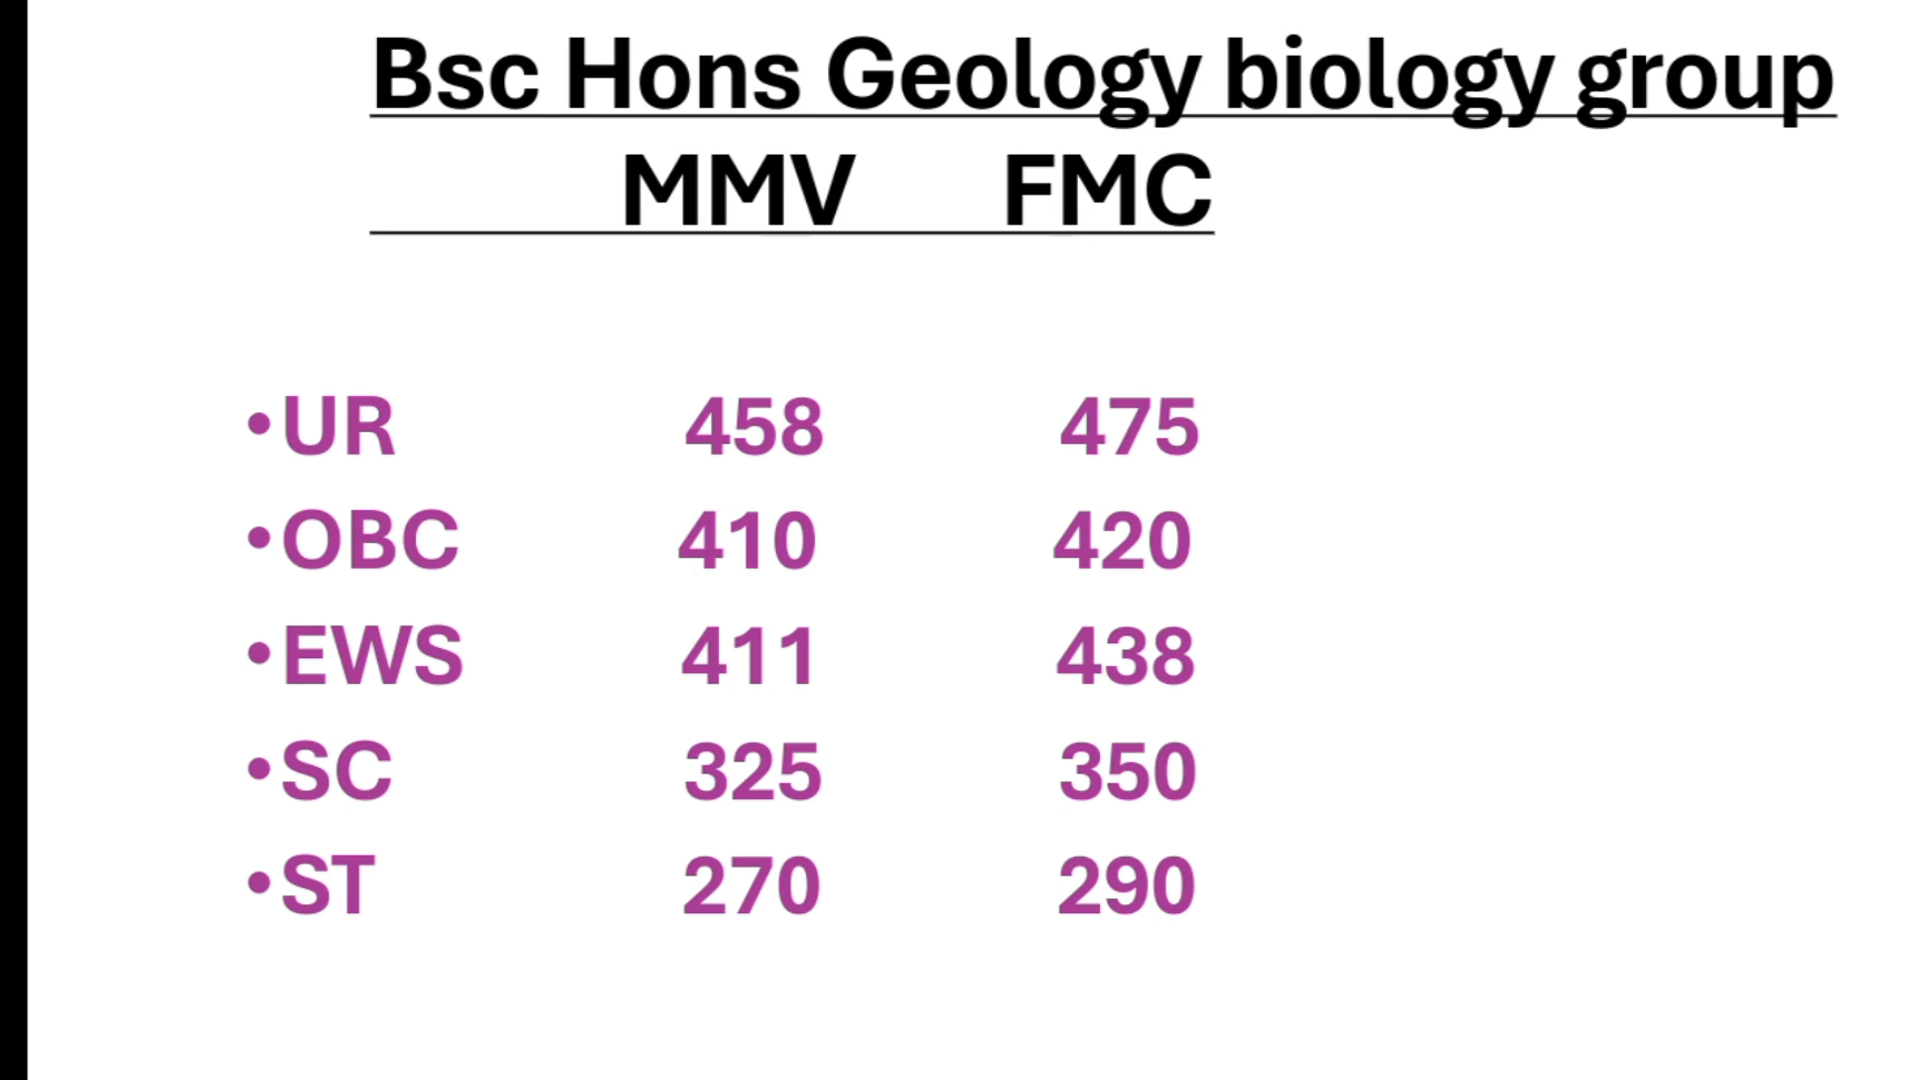 Bsc Hons Geology biology group
MMV FMC
•UR 458 475
•OBC 410 420
•EWS 411 438
•SC 325 350
•ST 270 290